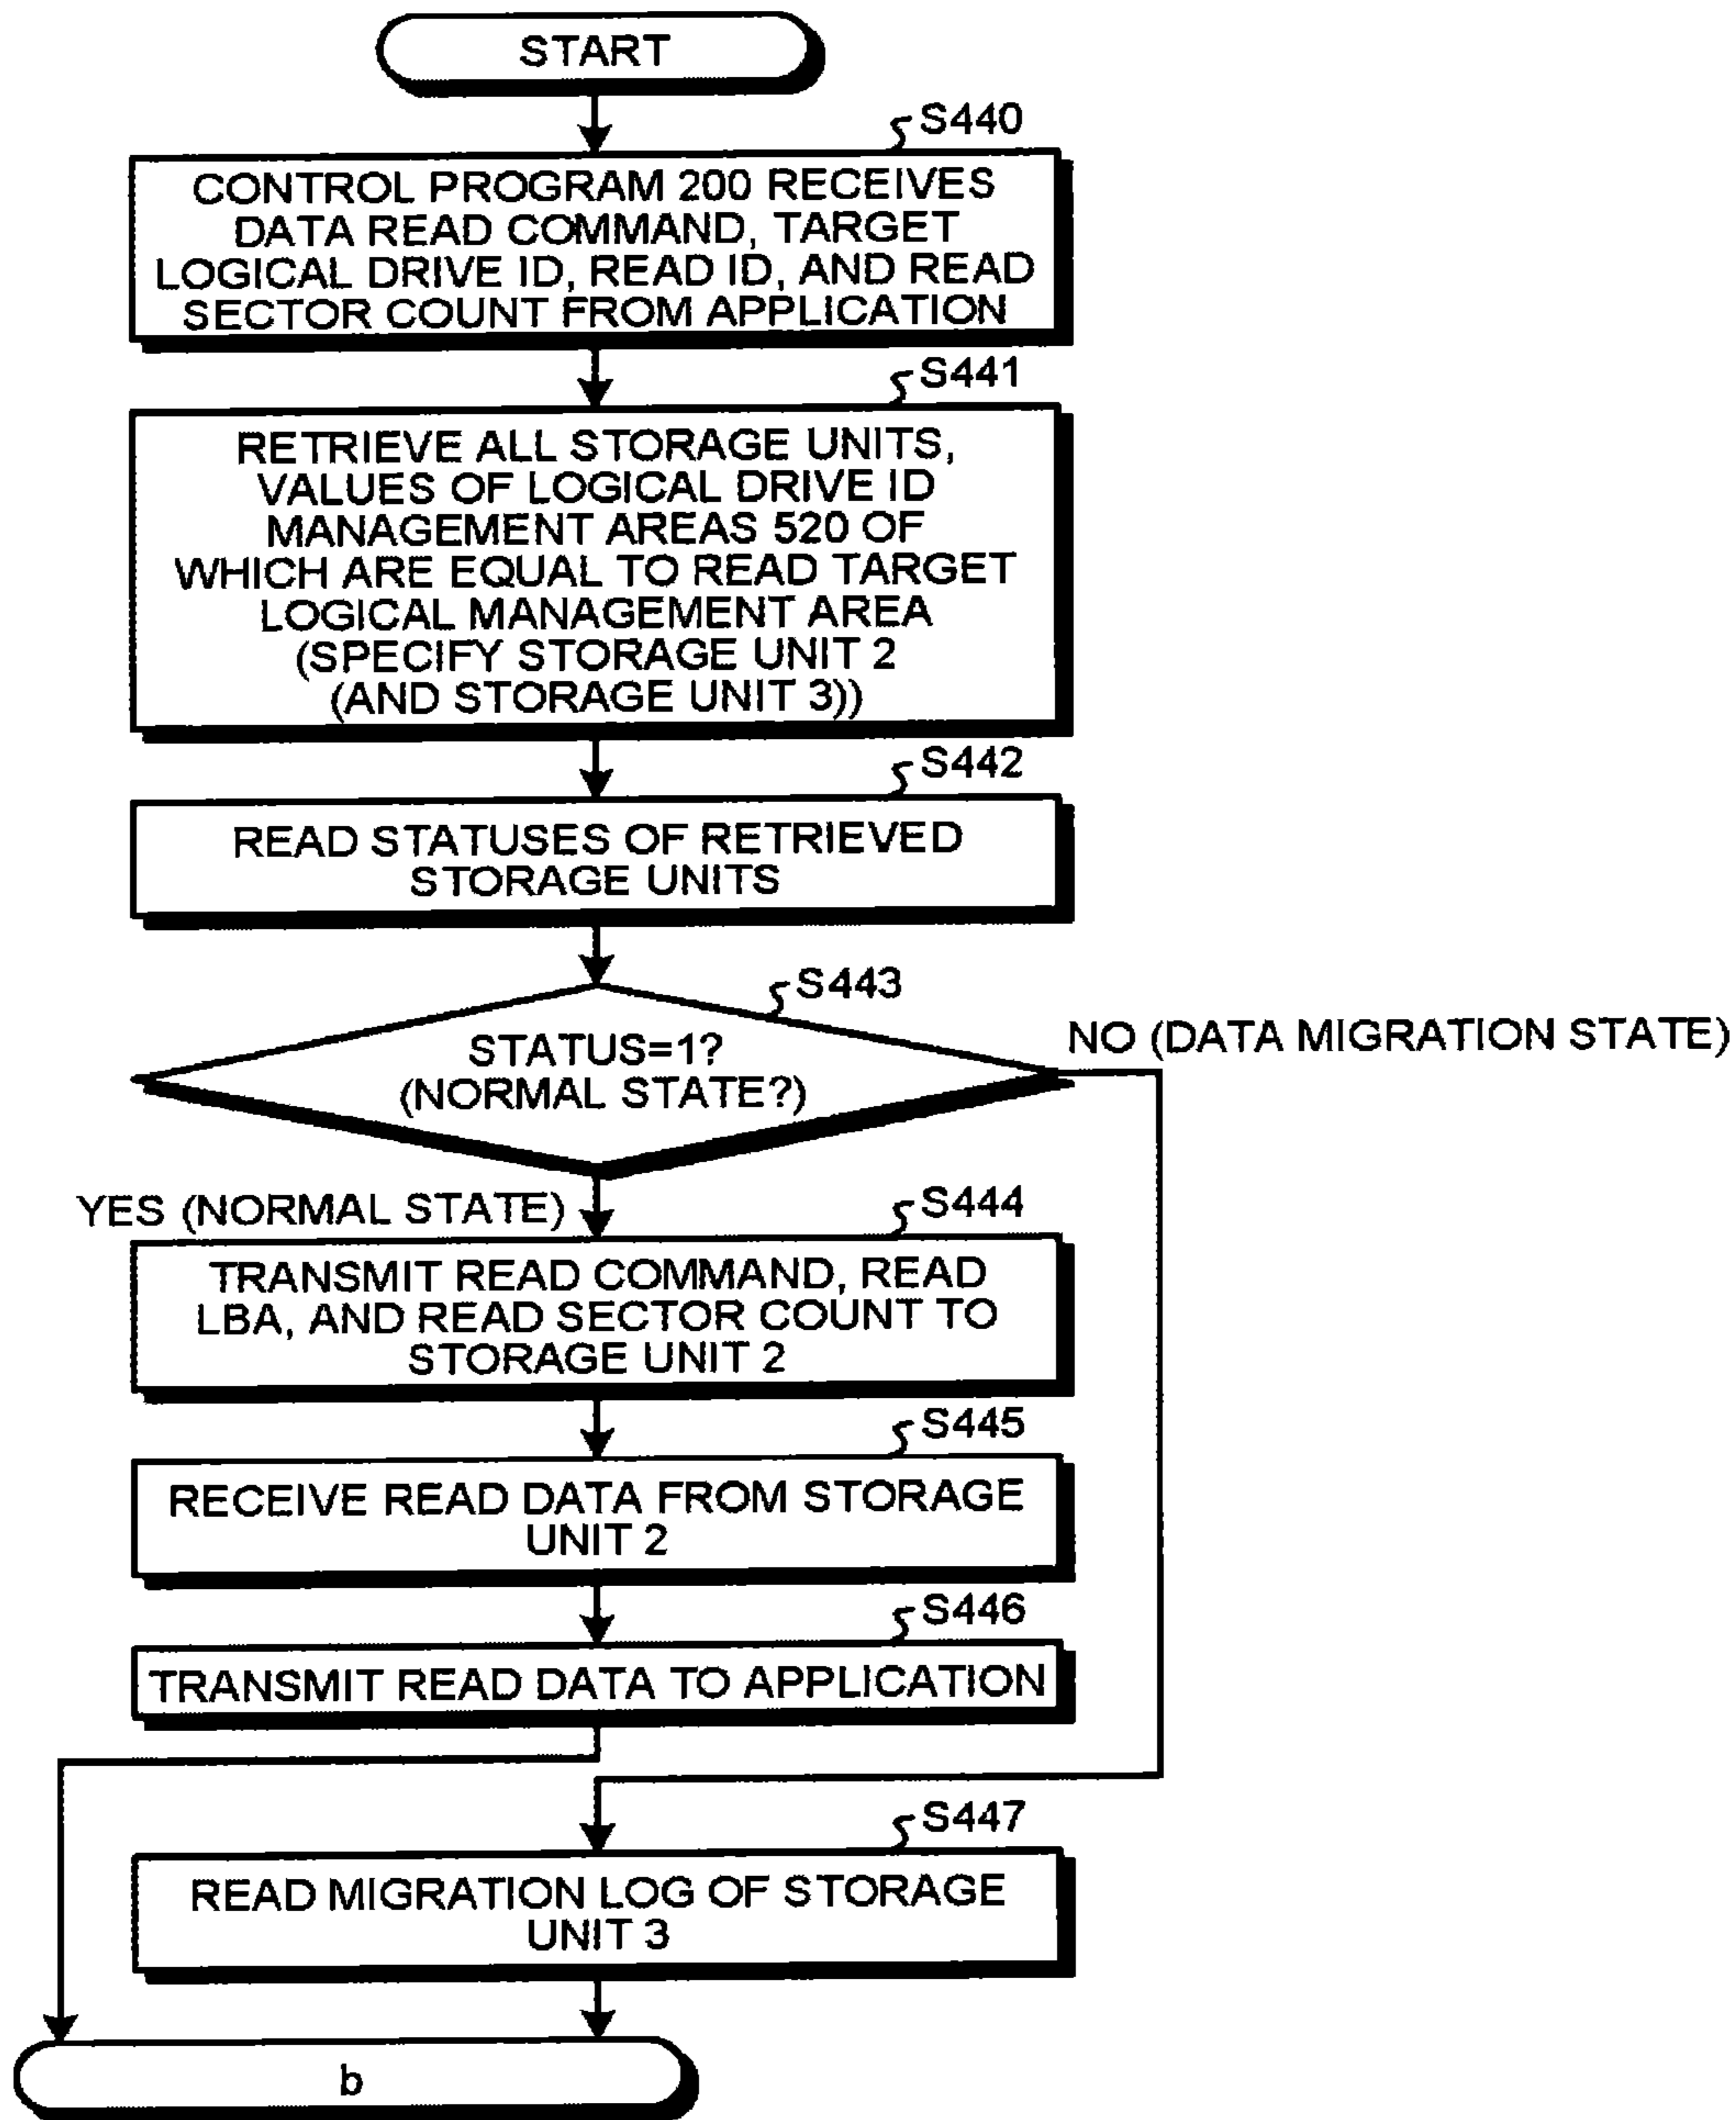 START
S440
CONTROL PROGRAM 200 RECEIVES
DATA READ COMMAND, TARGET
LOGICAL DRIVE ID, READ ID, AND READ
SECTOR COUNT FROM APPLICATION
S441
RETRIEVE ALL STORAGE UNITS,
VALUES OF LOGICAL DRIVE ID
MANAGEMENT AREAS 520 OF
WHICH ARE EQUAL TO READ TARGET
LOGICAL MANAGEMENT AREA
(SPECIFY STORAGE UNIT 2
(AND STORAGE UNIT 3))
S442
READ STATUSES OF RETRIEVED
STORAGE UNITS
S443
STATUS=1?
(NORMAL STATE?)
NO (DATA MIGRATION STATE)
YES (NORMAL STATE)
S444
TRANSMIT READ COMMAND, READ
LBA, AND READ SECTOR COUNT TO
STORAGE UNIT 2
S445
RECEIVE READ DATA FROM STORAGE
UNIT 2
S446
TRANSMIT READ DATA TO APPLICATION
S447
READ MIGRATION LOG OF STORAGE
UNIT 3
b